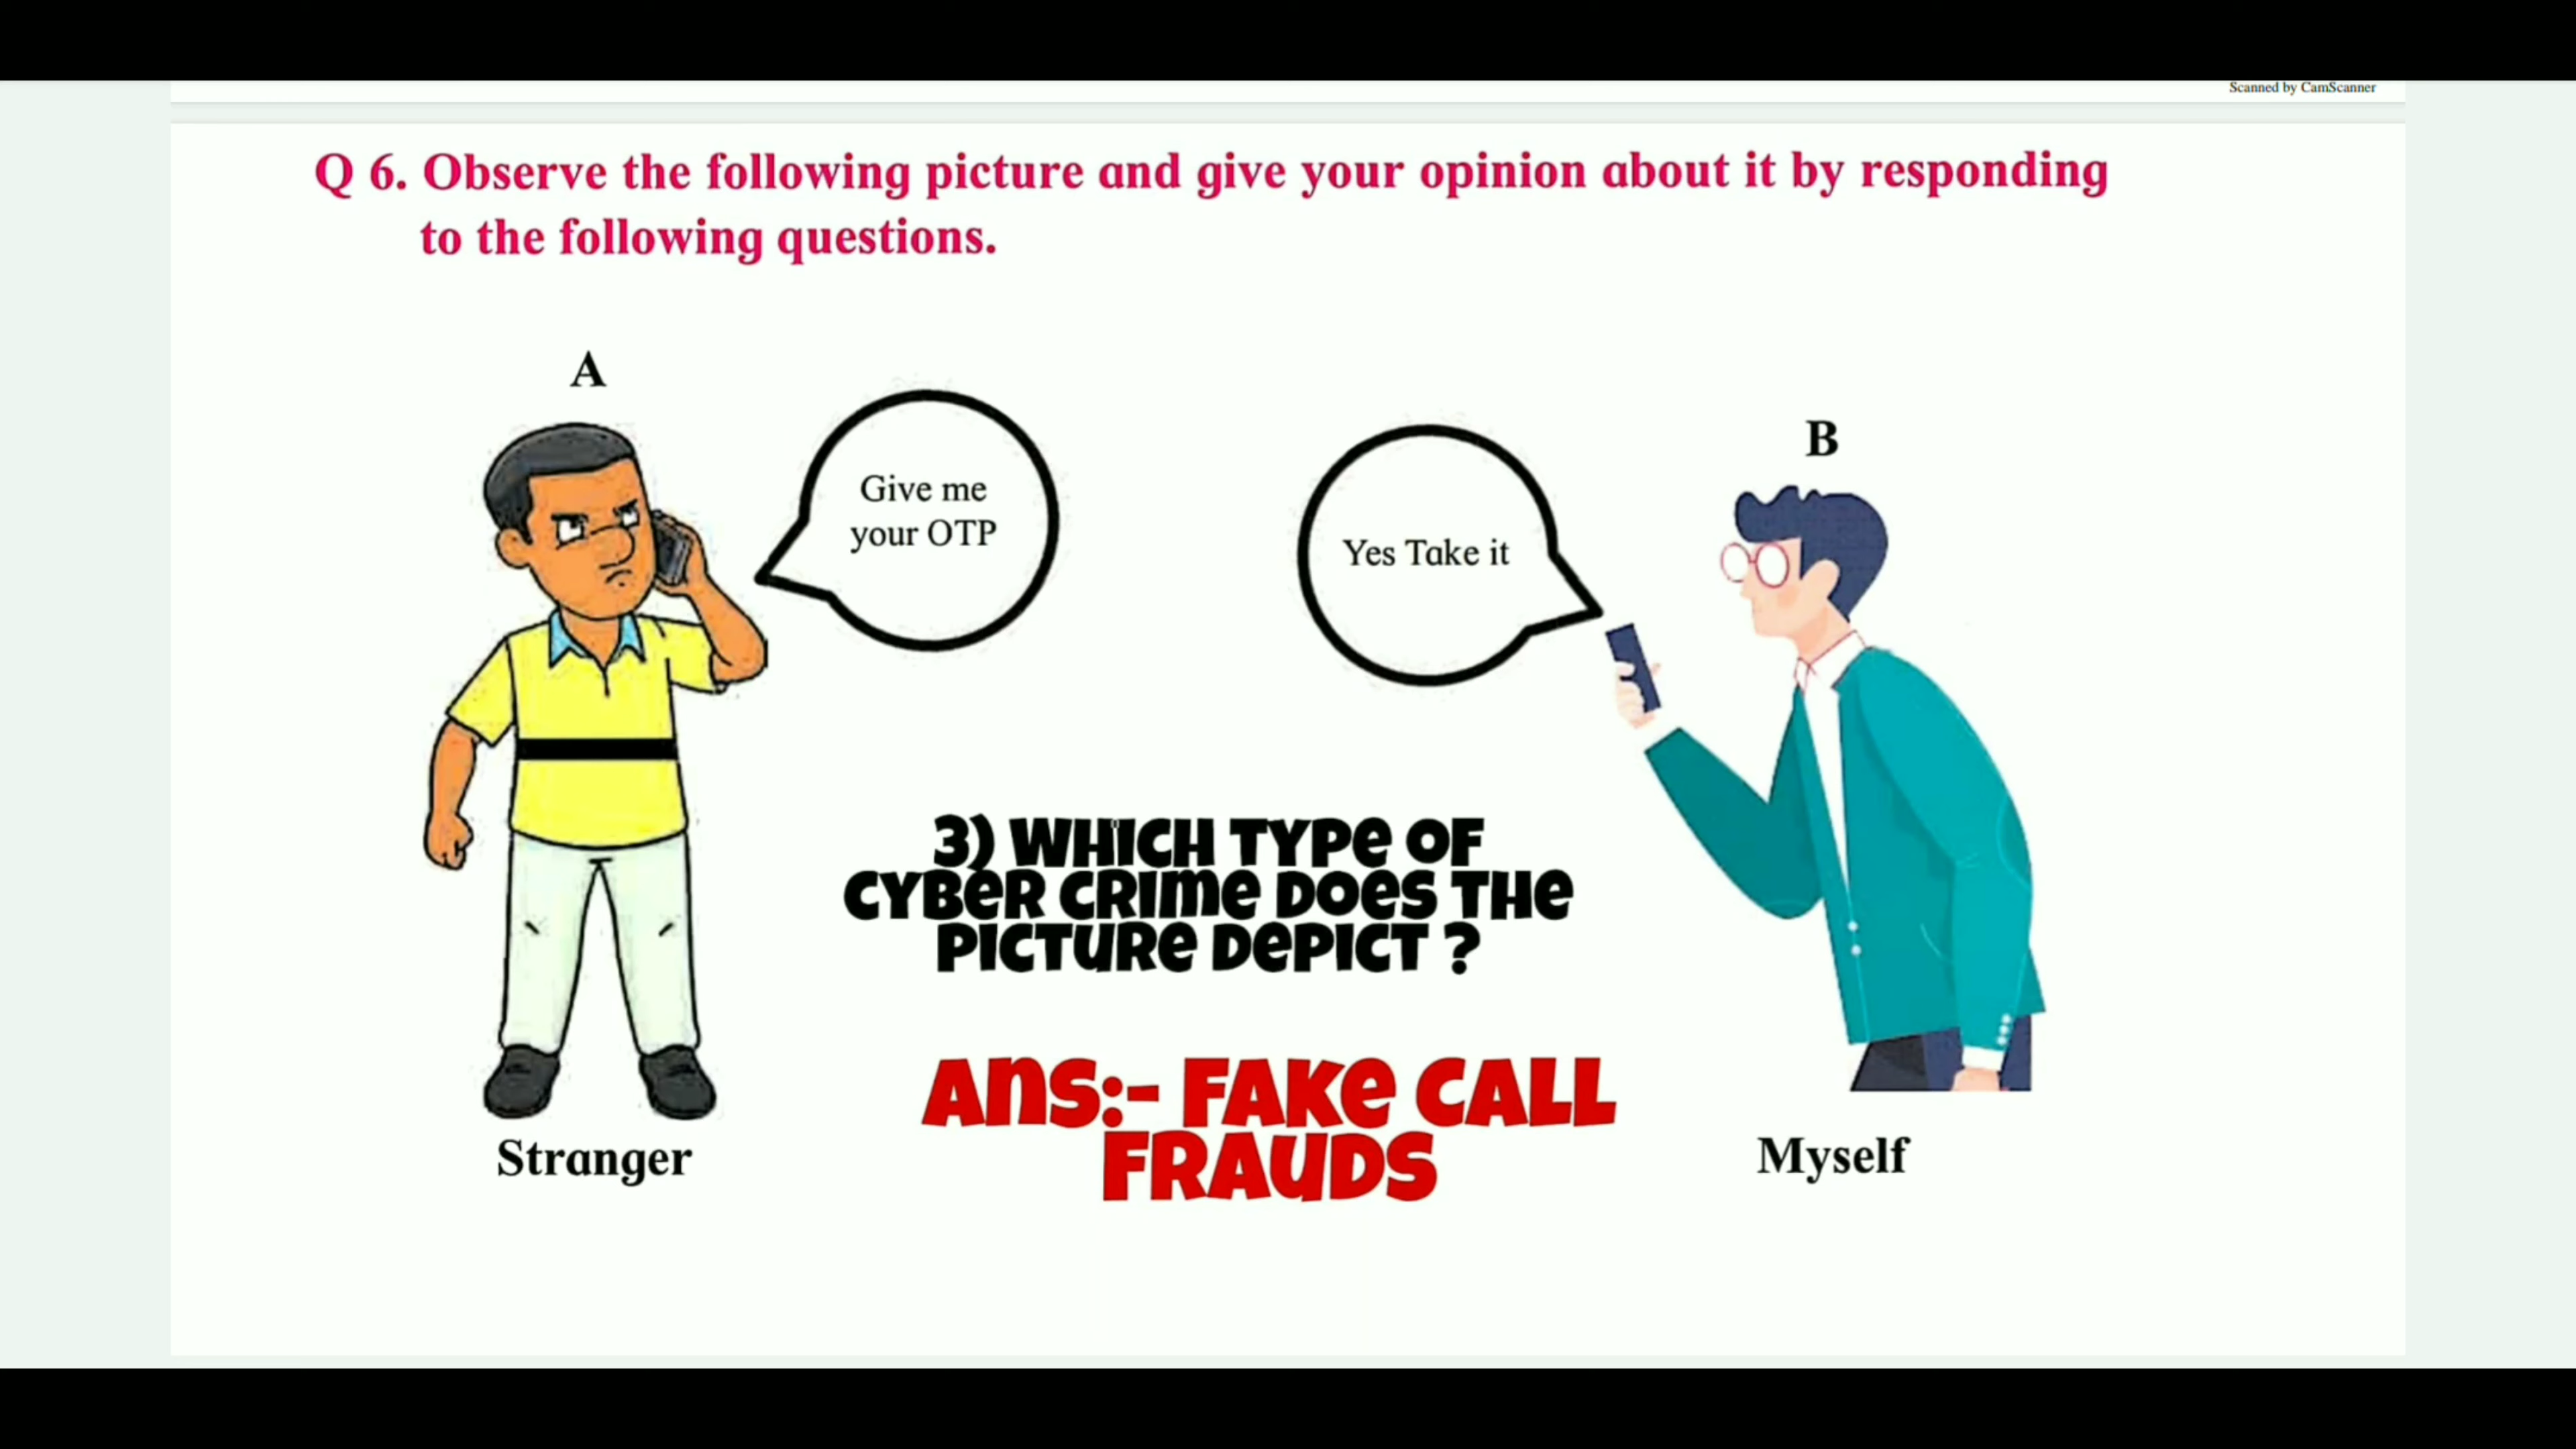 Scanned by CamScanner
Q 6. Observe the following picture and give your opinion about it by responding
to the following questions.
A
Give me
your OTP
B
Yes Take it
3) WHICH TYPE OF
CYBER CRIME DOES THE
PICTURE DEPICT ?
Ans:- FAKE CALL
FRAUDS
Stranger
Myself